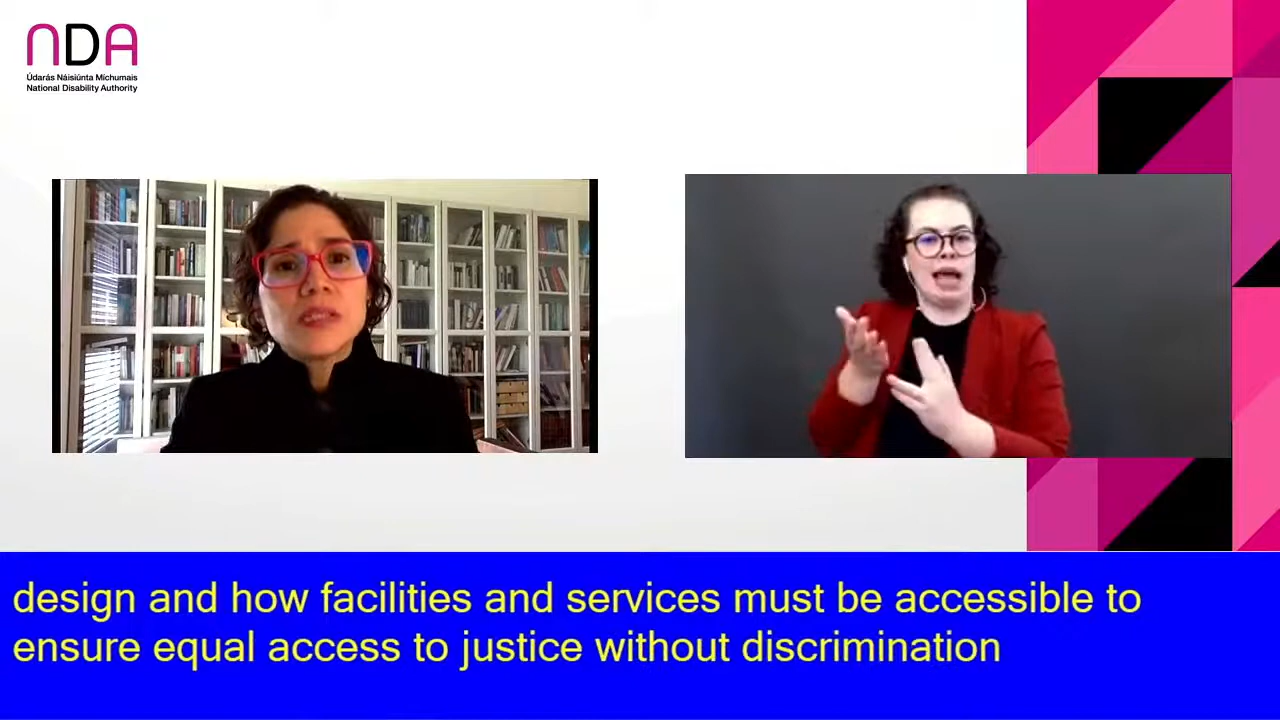 NDA
Údarás Náisiúnta Míchumais
National Disability Authority
design and how facilities and services must be accessible to
ensure equal access to justice without discrimination